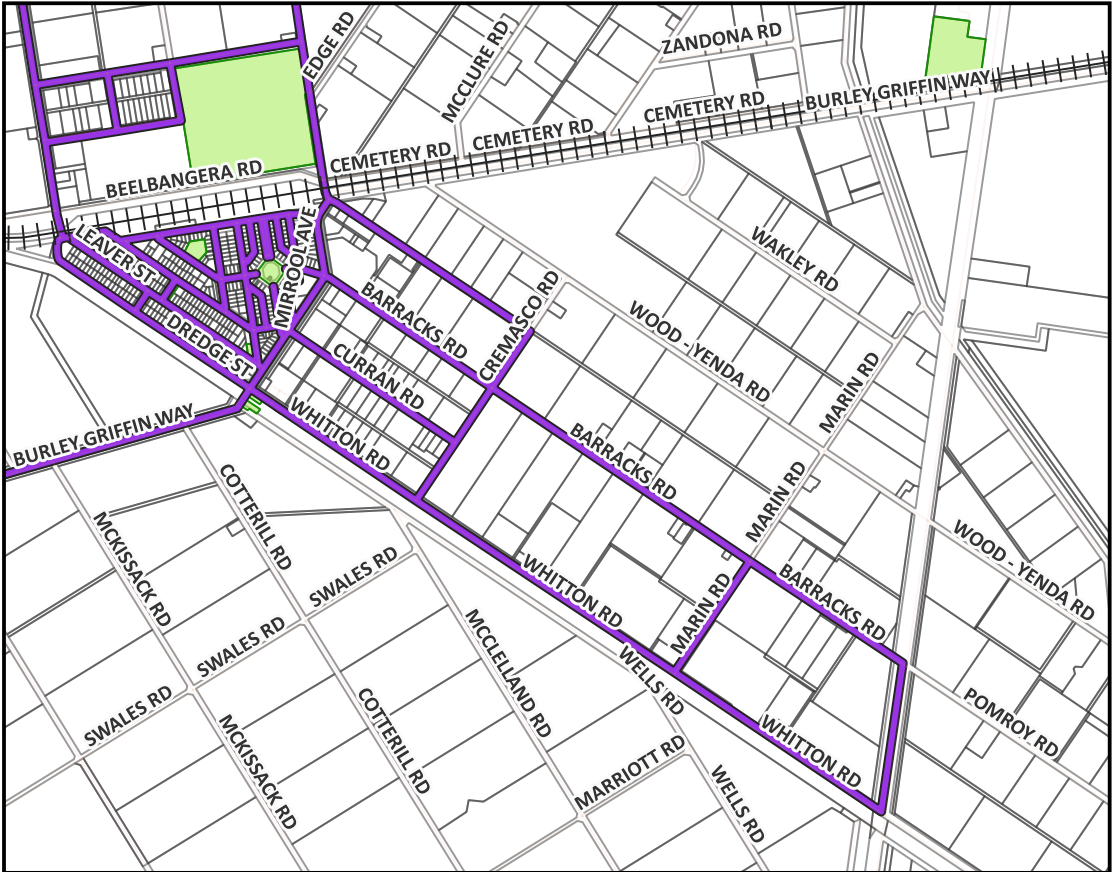 EDGE RD
MCCLURE RD
ZANDONA RD
BURLEY GRIFFIN WAY
CEMETERY RD
CEMETERY RD
CEMETERY RD
BEELBANGERA RD
LEAVER ST
MIRROOL AVE
WAKLEY RD
BARRACKS RD
CREMASCO RD
WOOD - YENDA RD
DREDGE ST
CURRAN RD
MARIN RD
WHITTON RD
BURLEY GRIFFIN WAY
BARRACKS RD
MARIN RD
COTTERILL RD
MCKISSACK RD
SWALES RD
WHITTON RD
MARIN RD
BARRACKS RD
WOOD - YENDA RD
SWALES RD
MCCLELLAND RD
WELLS RD
SWALES RD
COTTERILL RD
POMROY RD
MCKISSACK RD
MARRIOTT RD
WHITTON RD
WELLS RD